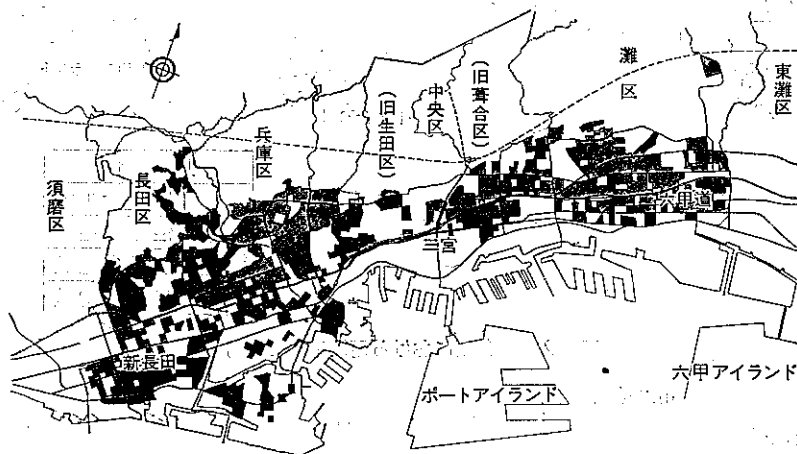 須磨区
長田区
兵庫区
(旧生田区)
中央区
(旧葺合区)
灘区
東灘区
六甲道
三宮
新長田
ポートアイランド
六甲アイランド